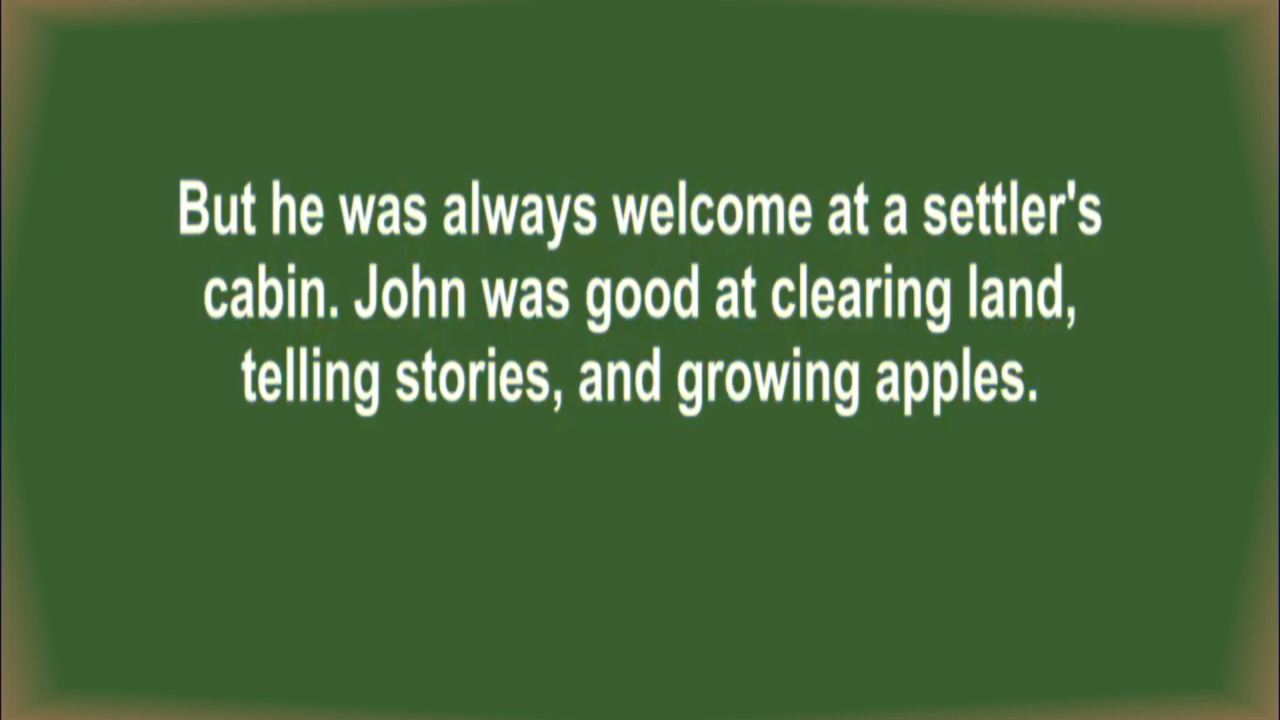 But he was always welcome at a settler's
cabin. John was good at clearing land,
telling stories, and growing apples.